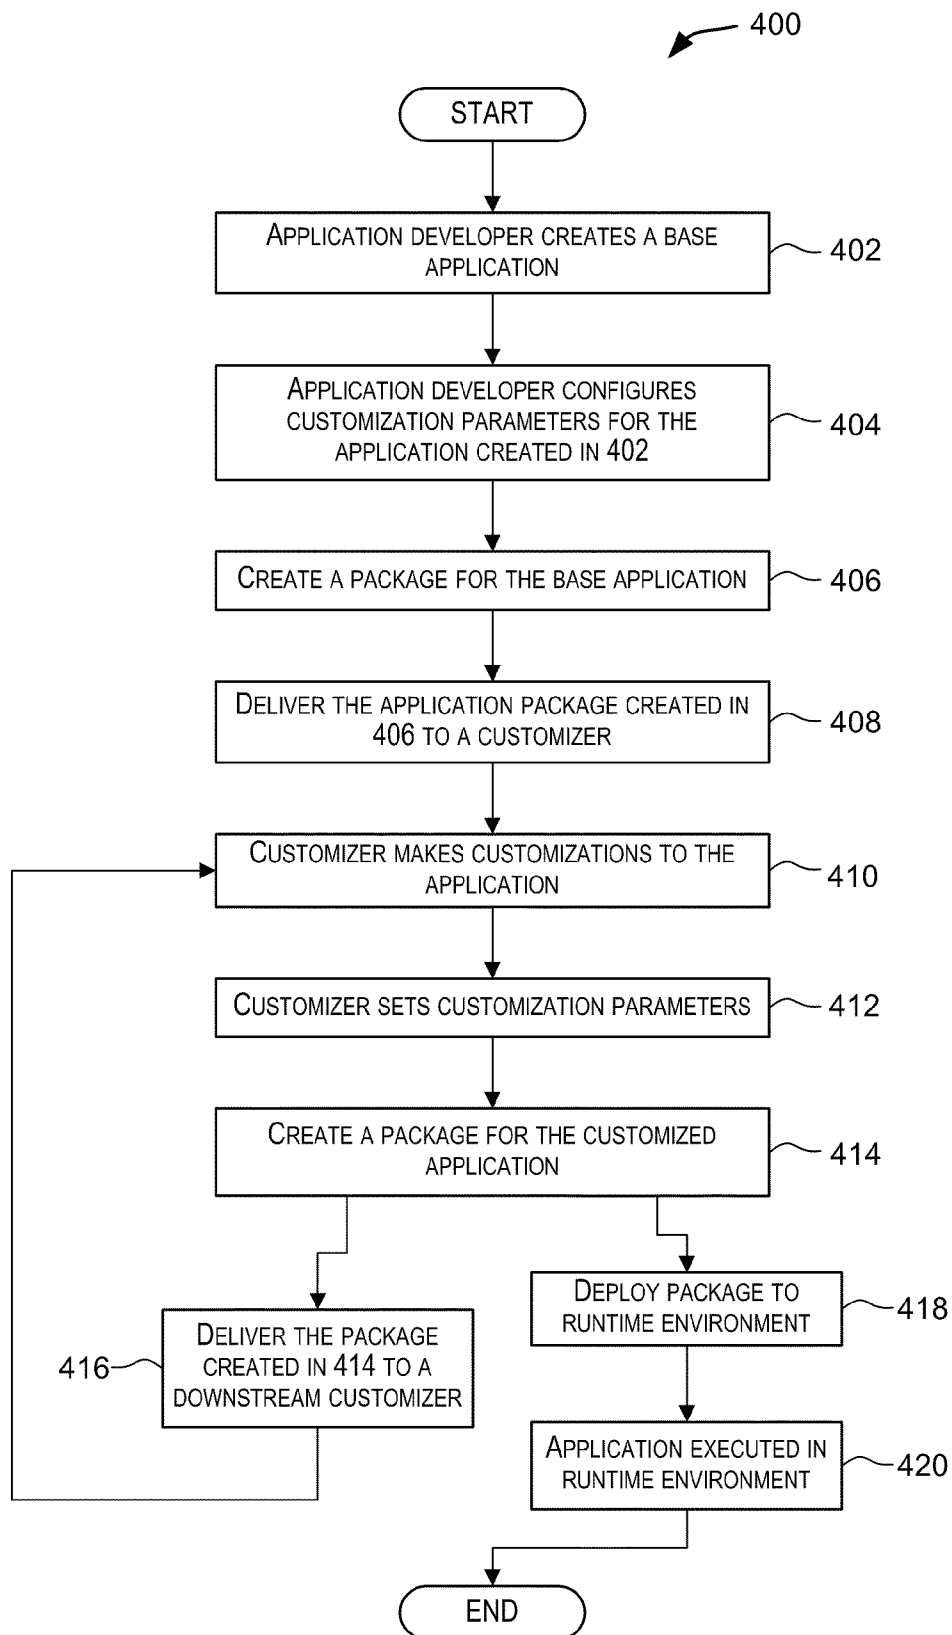 400
START
APPLICATION DEVELOPER CREATES A BASE
APPLICATION
402
APPLICATION DEVELOPER CONFIGURES
CUSTOMIZATION PARAMETERS FOR THE
APPLICATION CREATED IN 402
404
CREATE A PACKAGE FOR THE BASE APPLICATION
406
DELIVER THE APPLICATION PACKAGE CREATED IN
406 TO A CUSTOMIZER
408
CUSTOMIZER MAKES CUSTOMIZATIONS TO THE
APPLICATION
410
CUSTOMIZER SETS CUSTOMIZATION PARAMETERS
412
CREATE A PACKAGE FOR THE CUSTOMIZED
APPLICATION
414
DELIVER THE PACKAGE
CREATED IN 414 TO A
DOWNSTREAM CUSTOMIZER
416
DEPLOY PACKAGE TO
RUNTIME ENVIRONMENT
418
APPLICATION EXECUTED IN
RUNTIME ENVIRONMENT
420
END